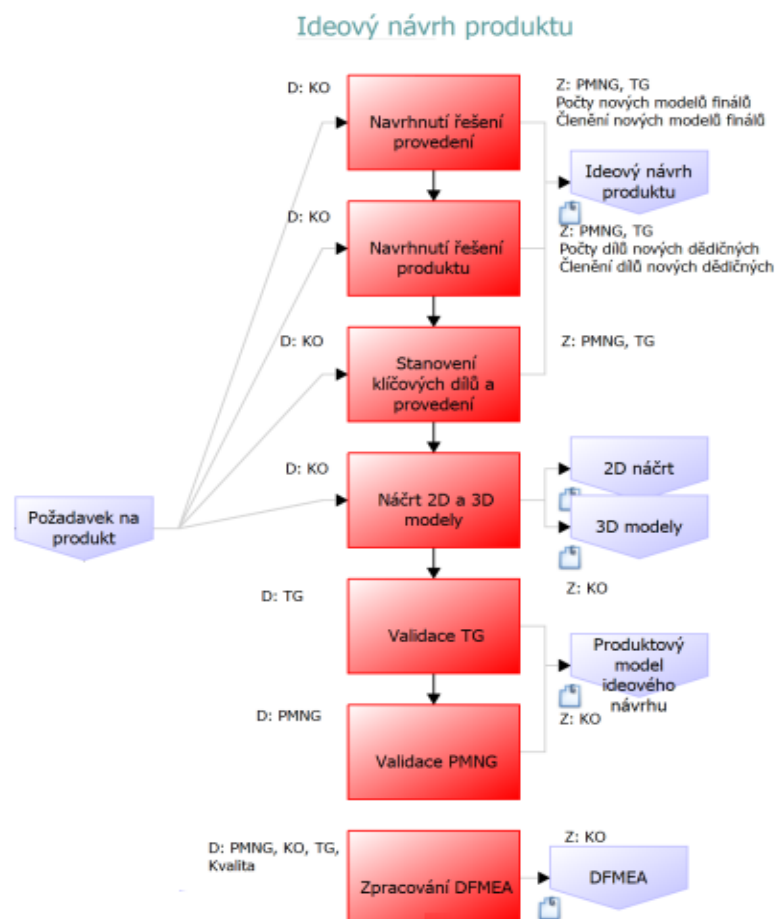 Ideový návrh produktu
D: KO
Navrhnutí řešení
provedení
Z: PMNG, TG
Počty nových modelů finálů
Členění nových modelů finálů
Ideový návrh
produktu
D: KO
Navrhnutí řešení
produktu
Z: PMNG, TG
Počty dílů nových dědičných
Členění dílů nových dědičných
D: KO
Stanovení
klíčových dílů a
provedení
Z: PMNG, TG
D: KO
Náčrt 2D a 3D
modely
2D náčrt
3D modely
Požadavek na
produkt
Z: KO
D: TG
Validace TG
Produktový
model
ideového
návrhu
D: PMNG
Z: KO
Validace PMNG
Z: KO
D: PMNG, KO, TG,
Kvalita
Zpracování DFMEA
DFMEA